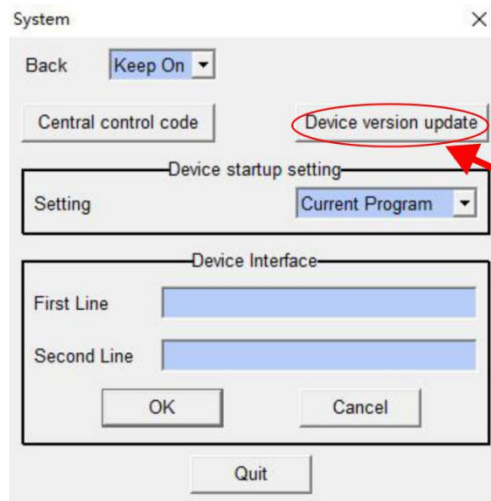 System
Back Keep On
Central control code Device version update
Device startup setting
Setting Current Program
Device Interface
First Line
Second Line
OK Cancel
Quit